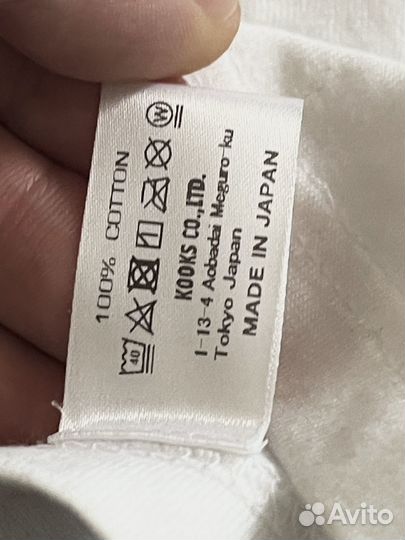 100% COTTON
40
W
KOOKS CO.,LTD.
1-13-4 Aobadai Meguro-ku
Tokyo Japan
MADE IN JAPAN
Avito